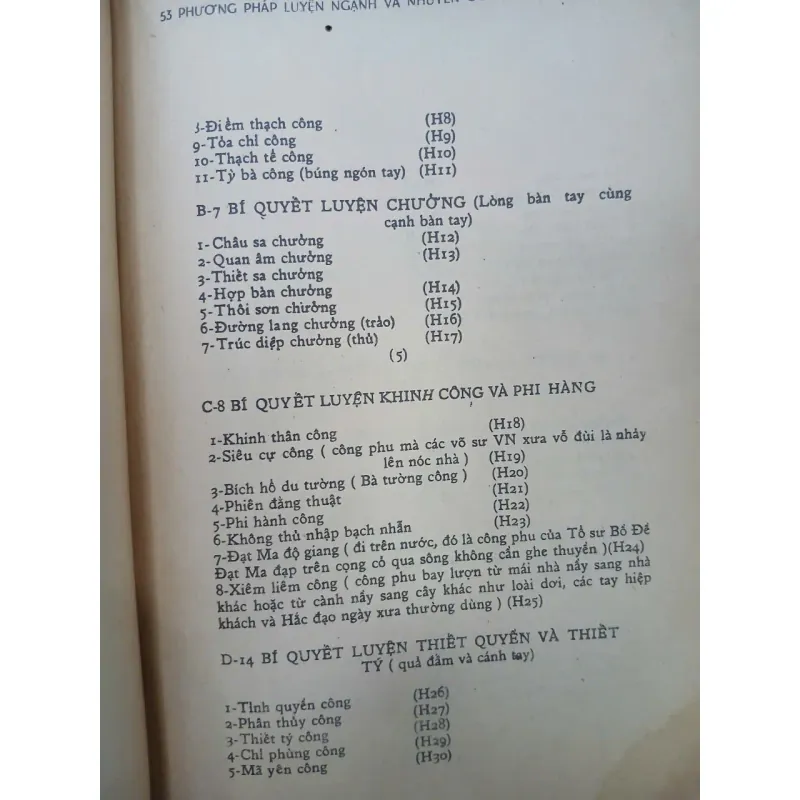 53 PHƯƠNG PHÁP LUYỆN NGẠNH VÀ NHUYỄN
-Điểm thạch công (H8)
9-Tỏa chỉ công (H9)
10-Thạch tề công (H10)
11-Tỳ bà công (búng ngón tay) (H11)
B-7 BÍ QUYẾT LUYỆN CHƯỞNG (Lòng bàn tay cùng
cạnh bàn tay)
1-Châu sa chưởng (H12)
2-Quan âm chưởng (H13)
3-Thiết sa chưởng
4-Hợp bàn chưởng (H14)
5-Thôi sơn chưởng (H15)
6-Đường lang chưởng (trảo) (H16)
7-Trúc diệp chưởng (thủ) (H17)
(5)
C-8 BÍ QUYẾT LUYỆN KHINH CÔNG VÀ PHI HÀNG
1-Khinh thân công (H18)
2-Siêu cự công ( công phu mà các võ sư VN xưa vỗ đùi là nhảy
lên nóc nhà ) (H19)
3-Bích hổ du tường ( Bà tường công ) (H20)
4-Phiên đằng thuật (H21)
5-Phi hành công (H22)
6-Không thủ nhập bạch nhẫn (H23)
7-Đạt Ma độ giang ( đi trên nước, đó là công phu của Tổ sư Bồ Đề
Đạt Ma đạp trên cọng cỏ qua sông không cần ghe thuyền )(H24)
8-Xiêm liêm công ( công phu bay lượn từ mái nhà nầy sang nhà
khác hoặc từ cành nầy sang cây khác như loài dơi, các tay hiệp
khách và Hắc đạo ngày xưa thường dùng ) (H25)
D-14 BÍ QUYẾT LUYỆN THIẾT QUYỀN VÀ THIẾT
TÝ ( quả đấm và cánh tay)
1-Tỉnh quyền công (H26)
2-Phân thủy công (H27)
3-Thiết tý công (H28)
4-Chỉ phùng công (H29)
5-Mã yên công (H30)